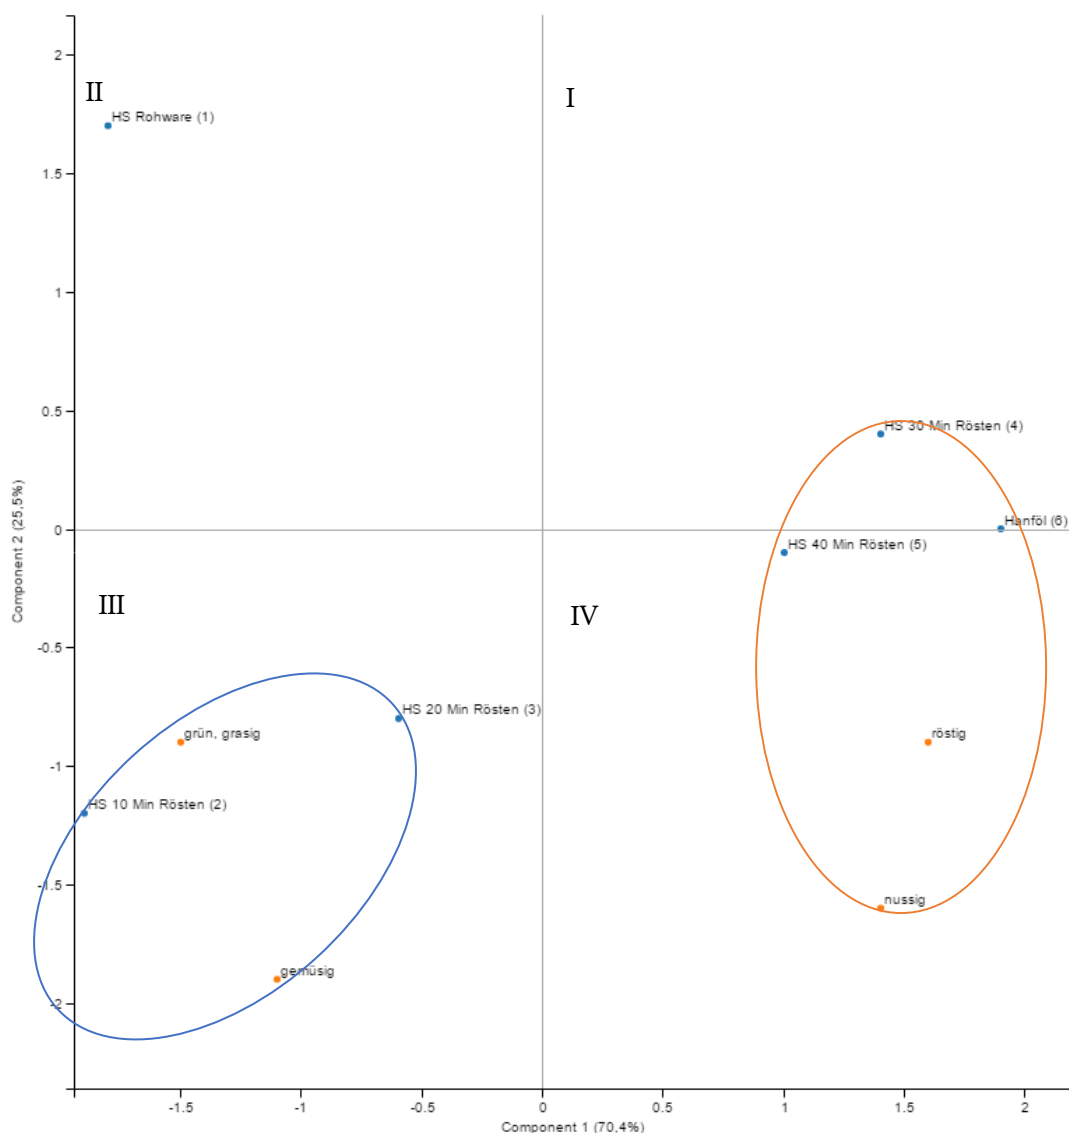 2
II
I
HS Rohware (1)
1.5
1
0.5
HS 30 Min Rösten (4)
Hanföl (6)
0
HS 40 Min Rösten (5)
Component 2 (25,5%)
III
IV
-0.5
HS 20 Min Rösten (3)
grün, grasig
röstig
-1
HS 10 Min Rösten (2)
-1.5
nussig
gemüsig
-2
-1.5
-1
-0.5
0
0.5
1
1.5
2
Component 1 (70,4%)